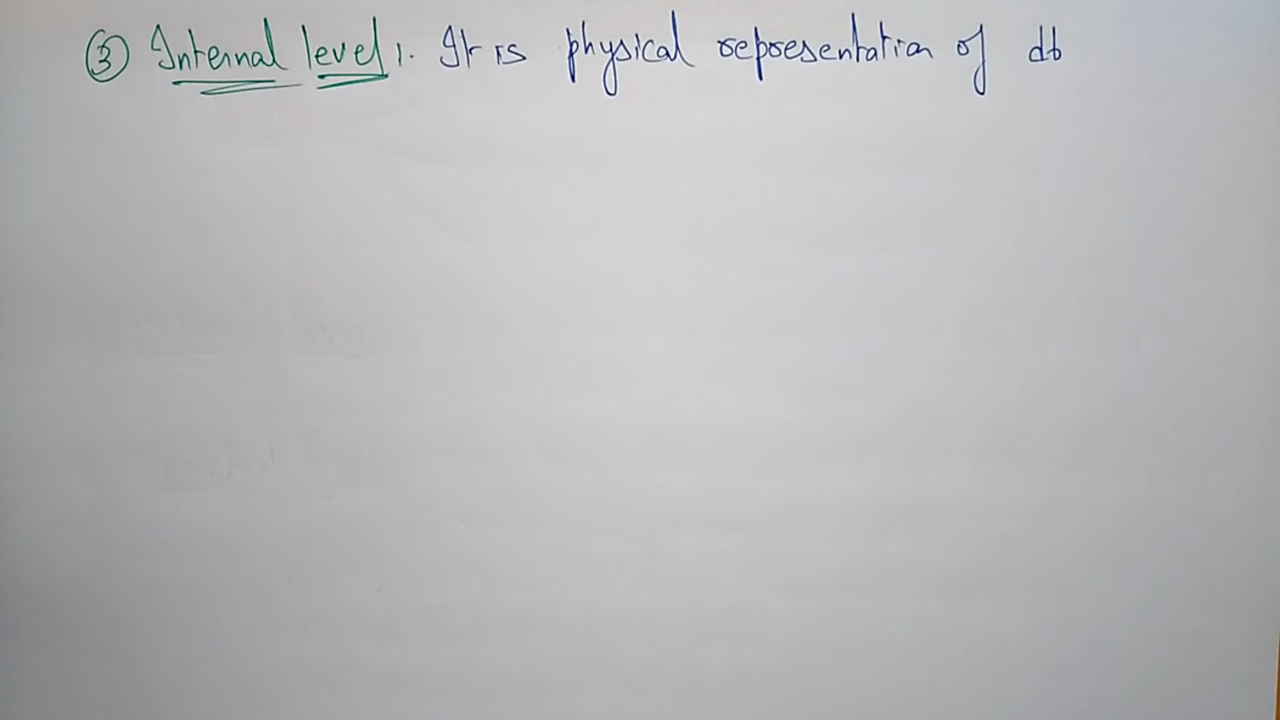 ③ Internal level :- It is physical representation of db